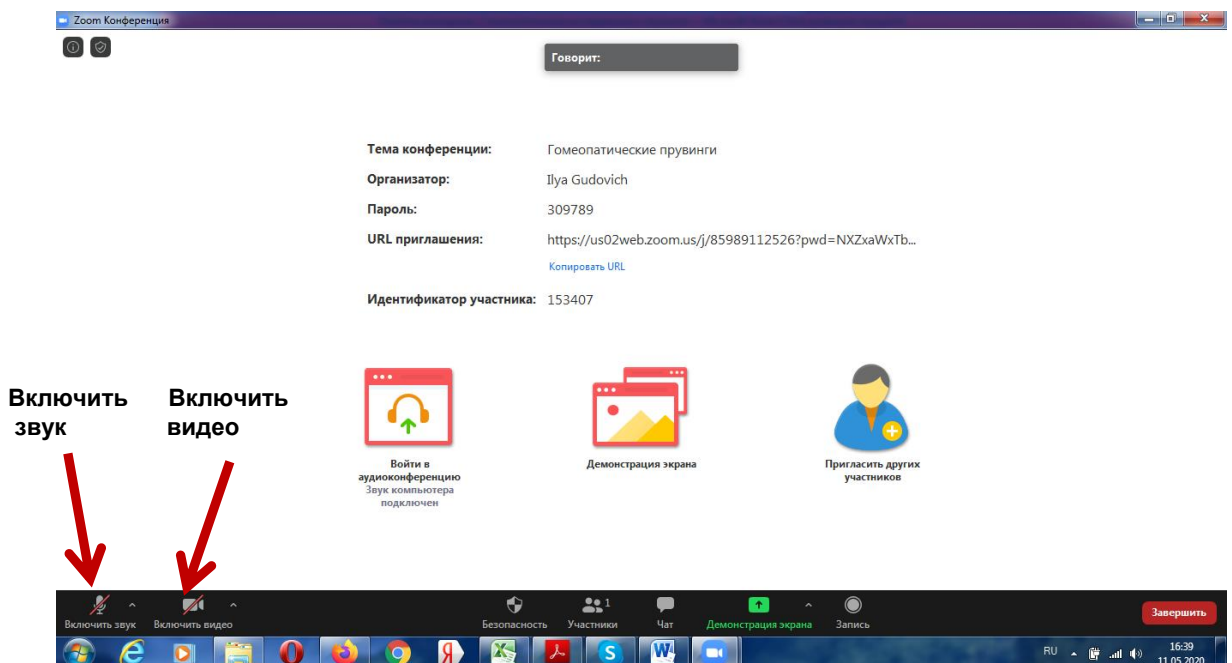 Zoom Конференция
Говорит:
Тема конференции: Гомеопатические прувинги
Организатор: Ilya Gudovich
Пароль: 309789
URL приглашения: https://us02web.zoom.us/j/85989112526?pwd=NXZxaWxTb...
Копировать URL
Идентификатор участника: 153407
Включить Включить
звук видео
Войти в
аудиоконференцию
Звук компьютера
подключен
Демонстрация экрана
Пригласить других
участников
1
Включить звук Включить видео Безопасность Участники Чат Демонстрация экрана Запись Завершить
RU 16:39
11.05.2020